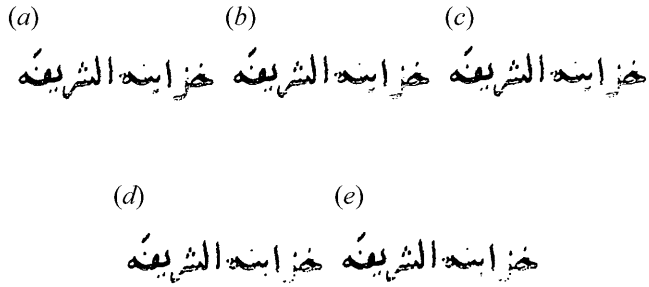 (a) (b) (c)
خزاينه الشريفه خزاينه الشريفه خزاينه الشريفه
(d) (e)
خزاينه الشريفه خزاينه الشريفه